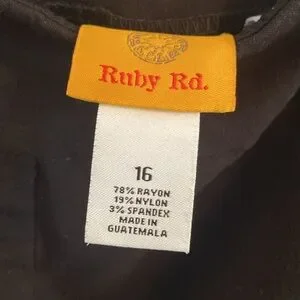 Ruby Rd.
16
78% RAYON
19% NYLON
3% SPANDEX
MADE IN
GUATEMALA